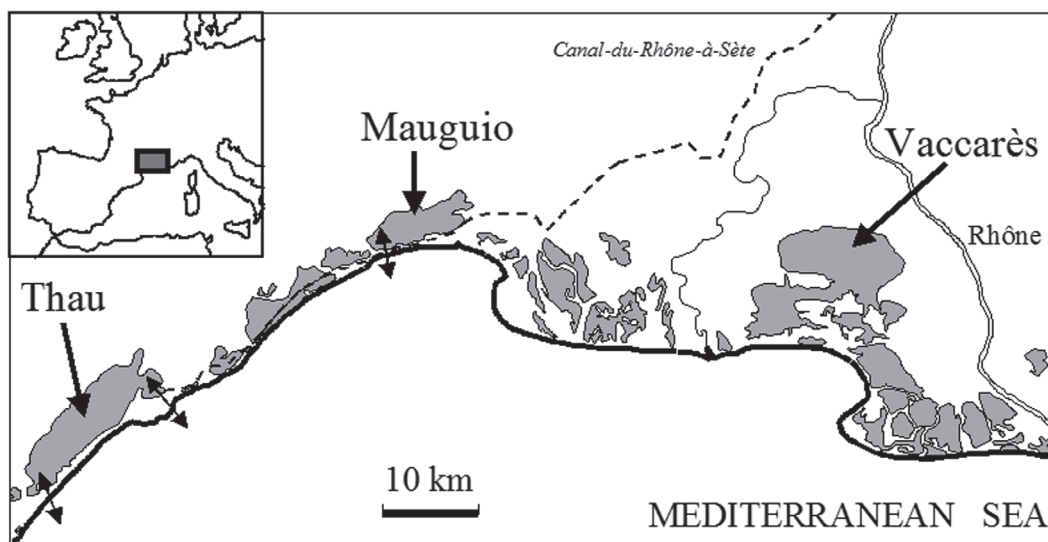 Canal-du-Rhône-à-Sète
Mauguio
Vaccarès
Rhône
Thau
10 km
MEDITERRANEAN SEA